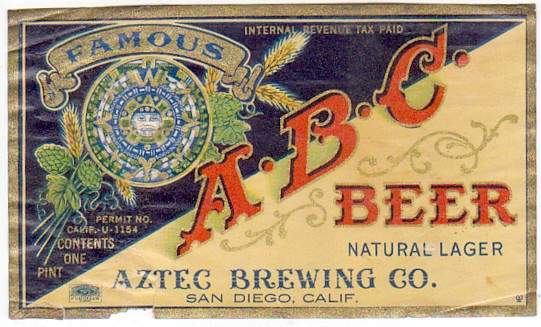 INTERNAL REVENUE TAX PAID
FAMOUS
W
A.B.C.
BEER
PERMIT NO.
CALIF. U-1154
CONTENTS
ONE
PINT
NATURAL LAGER
AZTEC BREWING CO.
SAN DIEGO, CALIF.